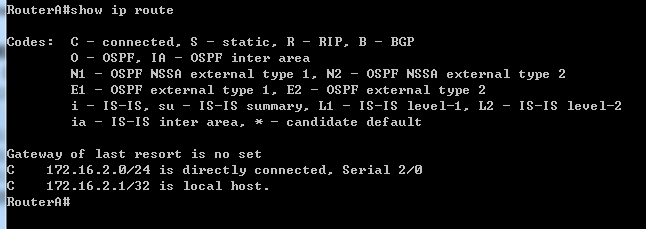 RouterA#show ip route
Codes: C - connected, S - static, R - RIP, B - BGP
O - OSPF, IA - OSPF inter area
N1 - OSPF NSSA external type 1, N2 - OSPF NSSA external type 2
E1 - OSPF external type 1, E2 - OSPF external type 2
i - IS-IS, su - IS-IS summary, L1 - IS-IS level-1, L2 - IS-IS level-2
ia - IS-IS inter area, * - candidate default
Gateway of last resort is no set
C 172.16.2.0/24 is directly connected, Serial 2/0
C 172.16.2.1/32 is local host.
RouterA#